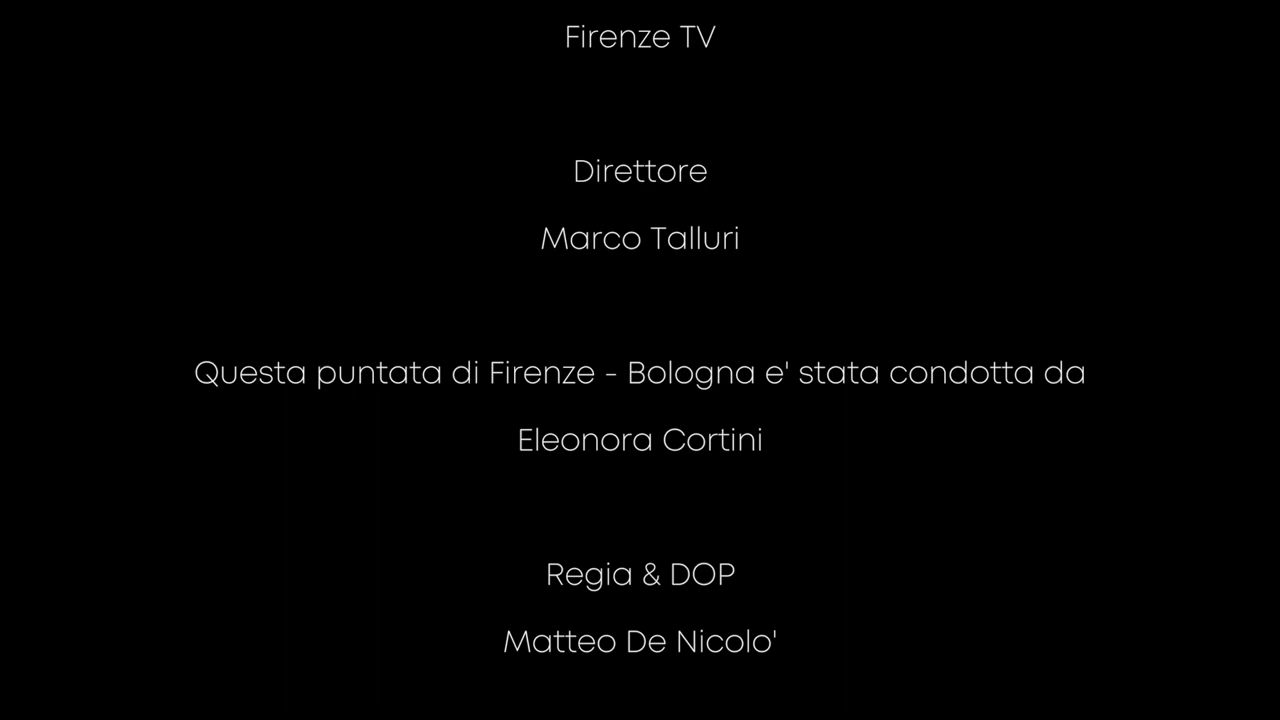 Firenze TV
Direttore
Marco Talluri
Questa puntata di Firenze - Bologna e' stata condotta da
Eleonora Cortini
Regia & DOP
Matteo De Nicolo'